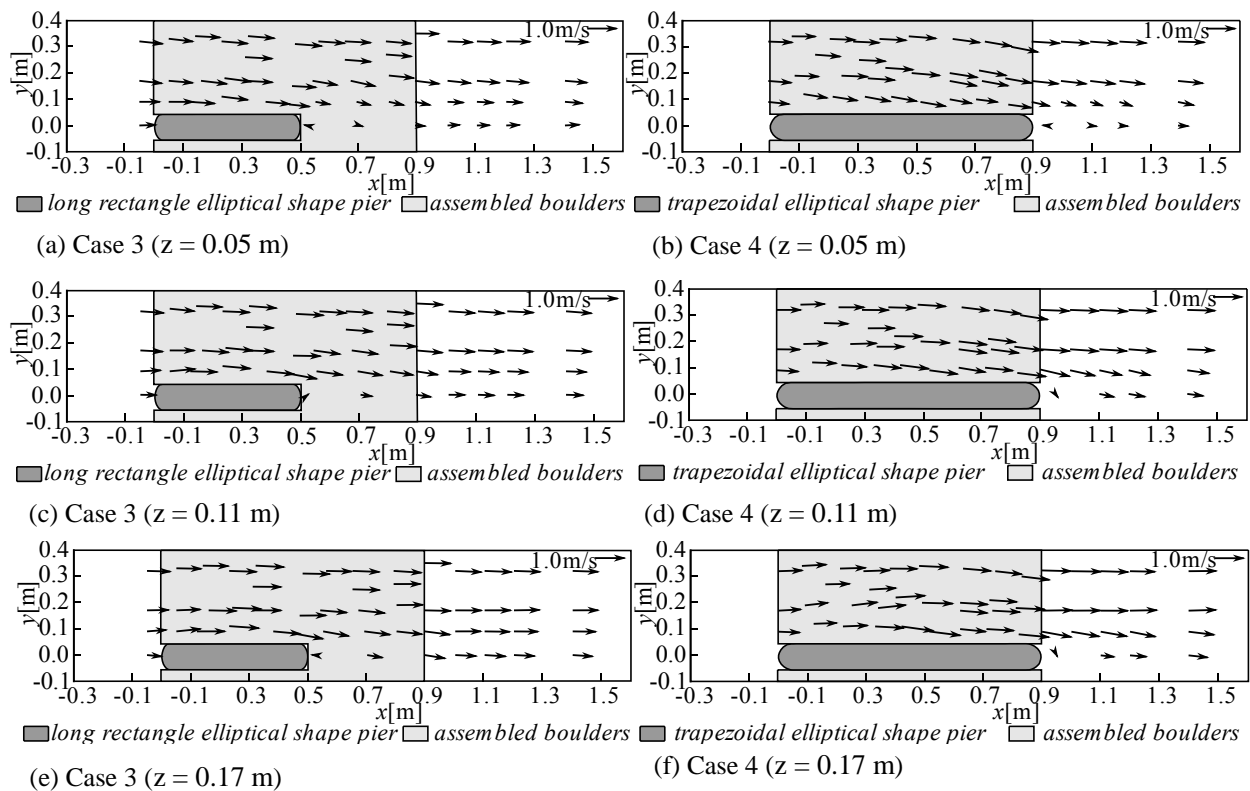 0.4 0.3 0.2 0.1 0.0 -0.1
y[m]
1.0m/s
-0.3 -0.1 0.1 0.3 0.5 0.7 0.9 1.1 1.3 1.5
x[m]
long rectangle elliptical shape pier assembled boulders
(a) Case 3 (z = 0.05 m)
0.4 0.3 0.2 0.1 0.0 -0.1
y[m]
1.0m/s
-0.3 -0.1 0.1 0.3 0.5 0.7 0.9 1.1 1.3 1.5
x[m]
trapezoidal elliptical shape pier assembled boulders
(b) Case 4 (z = 0.05 m)
0.4 0.3 0.2 0.1 0.0 -0.1
y[m]
1.0m/s
-0.3 -0.1 0.1 0.3 0.5 0.7 0.9 1.1 1.3 1.5
x[m]
long rectangle elliptical shape pier assembled boulders
(c) Case 3 (z = 0.11 m)
0.4 0.3 0.2 0.1 0.0 -0.1
y[m]
1.0m/s
-0.3 -0.1 0.1 0.3 0.5 0.7 0.9 1.1 1.3 1.5
x[m]
trapezoidal elliptical shape pier assembled boulders
(d) Case 4 (z = 0.11 m)
0.4 0.3 0.2 0.1 0.0 -0.1
y[m]
1.0m/s
-0.3 -0.1 0.1 0.3 0.5 0.7 0.9 1.1 1.3 1.5
x[m]
long rectangle elliptical shape pier assembled boulders
(e) Case 3 (z = 0.17 m)
0.4 0.3 0.2 0.1 0.0 -0.1
y[m]
1.0m/s
-0.3 -0.1 0.1 0.3 0.5 0.7 0.9 1.1 1.3 1.5
x[m]
trapezoidal elliptical shape pier assembled boulders
(f) Case 4 (z = 0.17 m)